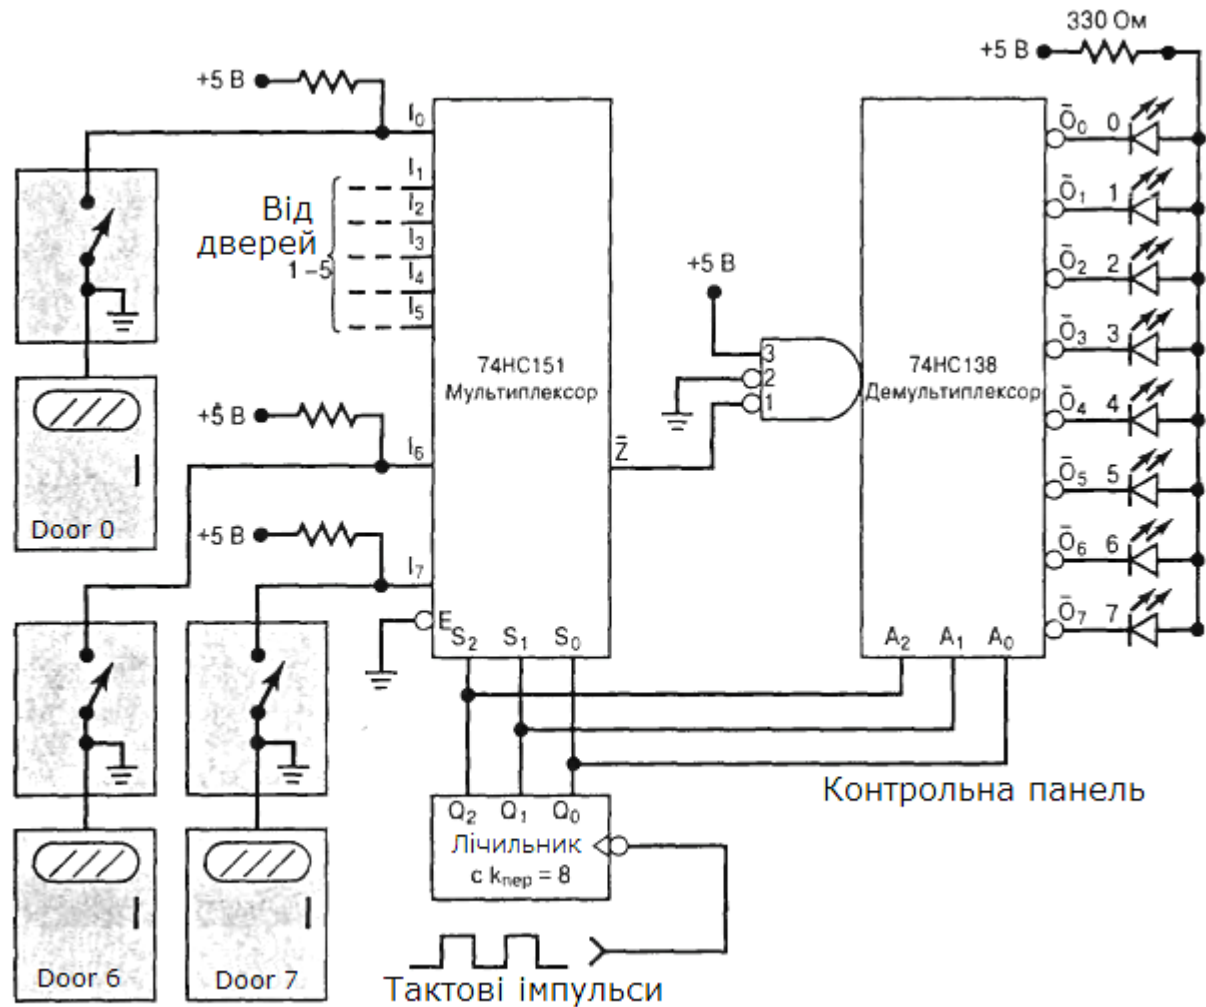 330 Ом
+5 В
+5 В
I₀
I₁
I₂
I₃
I₄
I₅
Від
дверей
1–5
+5 В
74HC151
Мультиплексор
3
2
1
74HC138
Демультиплексор
Ō₀ 0
Ō₁ 1
Ō₂ 2
Ō₃ 3
Ō₄ 4
Ō₅ 5
Ō₆ 6
Ō₇ 7
+5 В
I₆
Z̄
Door 0
+5 В
I₇
E
S₂ S₁ S₀
A₂ A₁ A₀
Контрольна панель
Q₂ Q₁ Q₀
Лічильник
с kпер = 8
Door 6
Door 7
Тактові імпульси